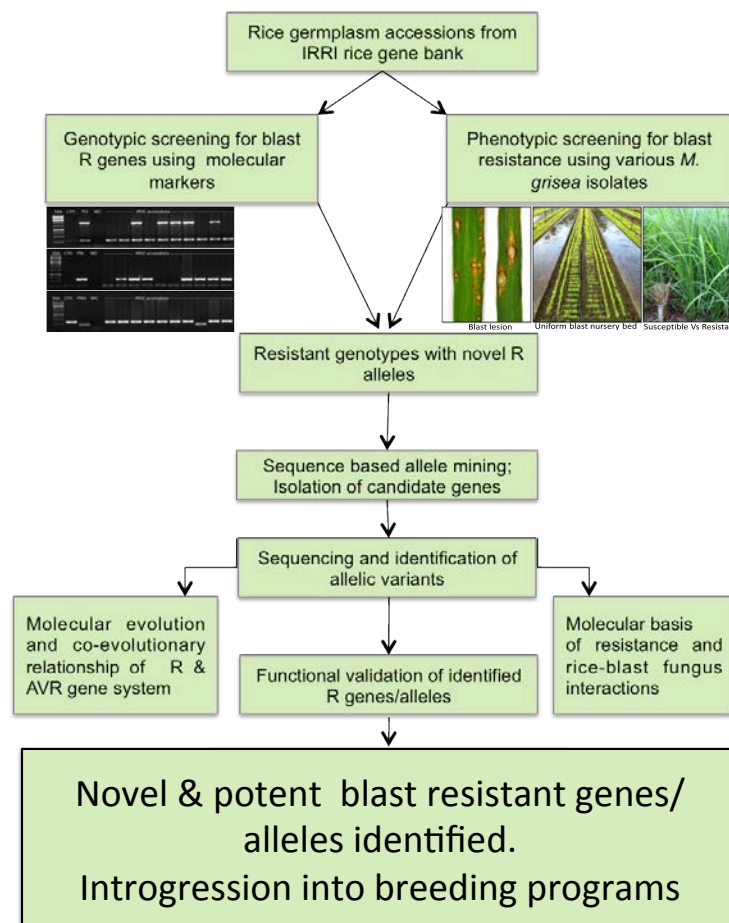 Rice germplasm accessions from
IRRI rice gene bank
Genotypic screening for blast
R genes using molecular
markers
Phenotypic screening for blast
resistance using various M.
grisea isolates
Blast lesion
Uniform blast nursery bed
Susceptible Vs Resista
Resistant genotypes with novel R
alleles
Sequence based allele mining;
Isolation of candidate genes
Sequencing and identification of
allelic variants
Molecular evolution
and co-evolutionary
relationship of R &
AVR gene system
Functional validation of identified
R genes/alleles
Molecular basis
of resistance and
rice-blast fungus
interactions
Novel & potent blast resistant genes/
alleles identified.
Introgression into breeding programs